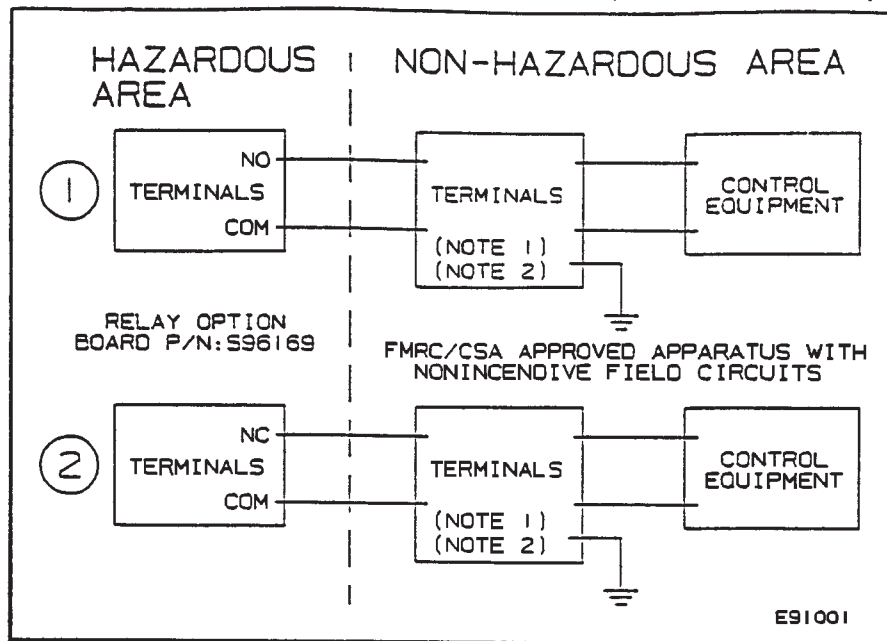 HAZARDOUS AREA
NON-HAZARDOUS AREA
1
NO
TERMINALS
COM
TERMINALS
(NOTE 1)
(NOTE 2)
CONTROL
EQUIPMENT
RELAY OPTION
BOARD P/N:S96169
FMRC/CSA APPROVED APPARATUS WITH
NONINCENDIVE FIELD CIRCUITS
2
NC
TERMINALS
COM
TERMINALS
(NOTE 1)
(NOTE 2)
CONTROL
EQUIPMENT
E91001